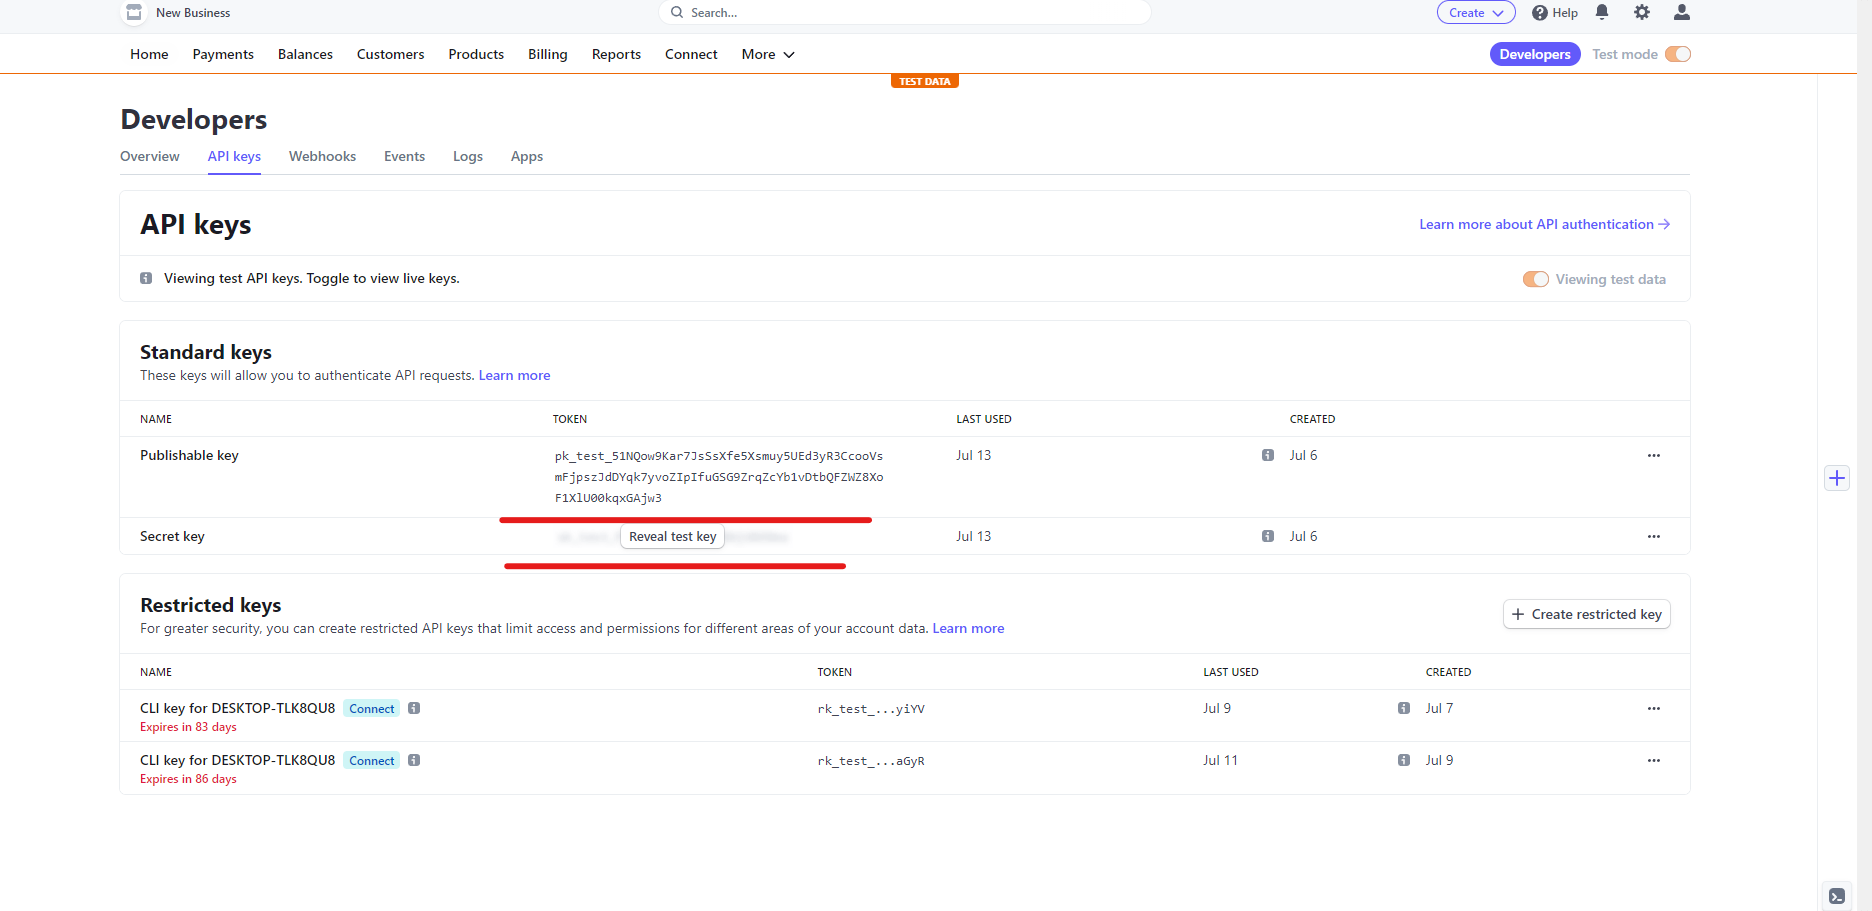 New Business
Search...
Create
Help
Home Payments Balances Customers Products Billing Reports Connect More
Developers Test mode
TEST DATA
Developers
Overview API keys Webhooks Events Logs Apps
API keys
Learn more about API authentication →
Viewing test API keys. Toggle to view live keys.
Viewing test data
Standard keys
These keys will allow you to authenticate API requests. Learn more
NAME TOKEN LAST USED CREATED
Publishable key pk_test_51NQow9Kar7JsSsXfe5Xsmuy5UEd3yR3CcooVs Jul 13 Jul 6
mFjpszJdDYqk7yvoZIpIfuGSG9ZrqZcYb1vDtbQFZWZ8Xo
F1XlU00kqxGAjw3
Secret key Reveal test key Jul 13 Jul 6
Restricted keys
For greater security, you can create restricted API keys that limit access and permissions for different areas of your account data. Learn more
+ Create restricted key
NAME TOKEN LAST USED CREATED
CLI key for DESKTOP-TLK8QU8 Connect rk_test_...yiYV Jul 9 Jul 7
Expires in 83 days
CLI key for DESKTOP-TLK8QU8 Connect rk_test_...aGyR Jul 11 Jul 9
Expires in 86 days